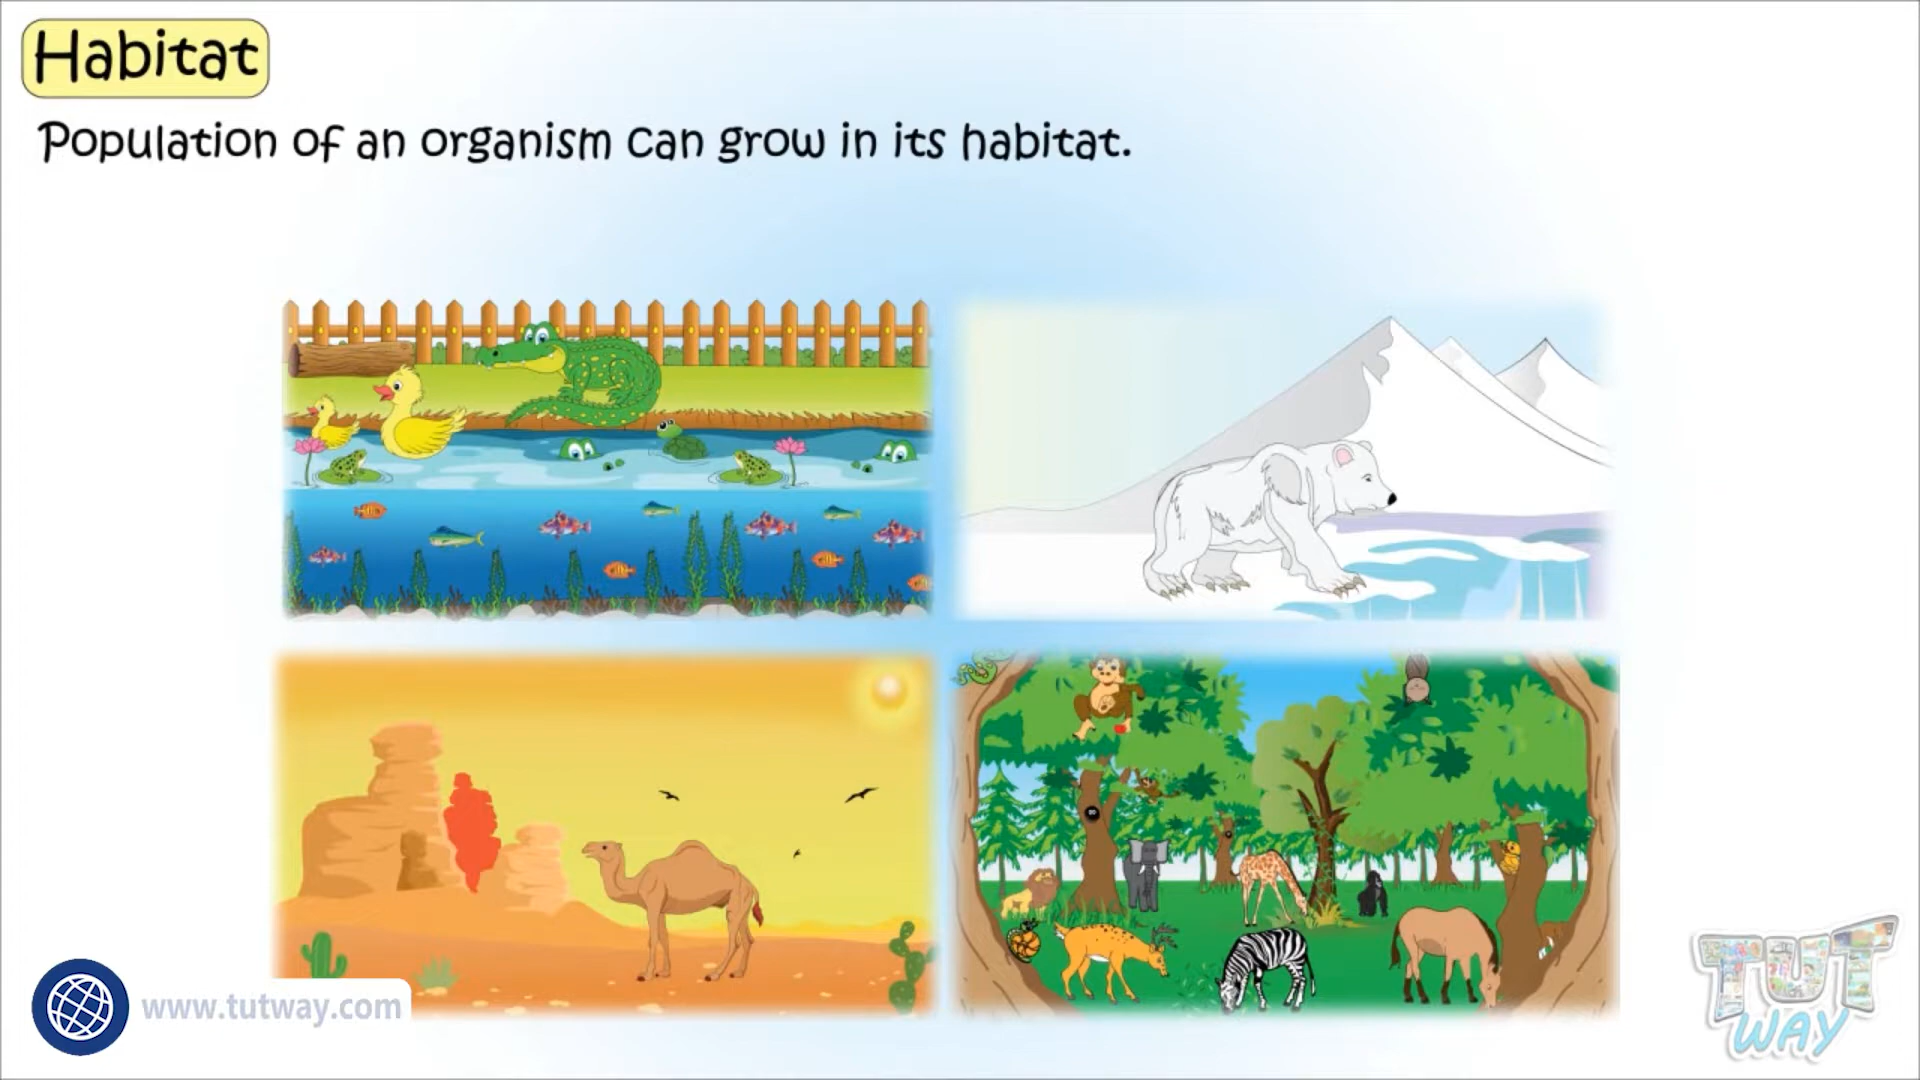 Habitat
Population of an organism can grow in its habitat.
www.tutway.com
TUT
WAY